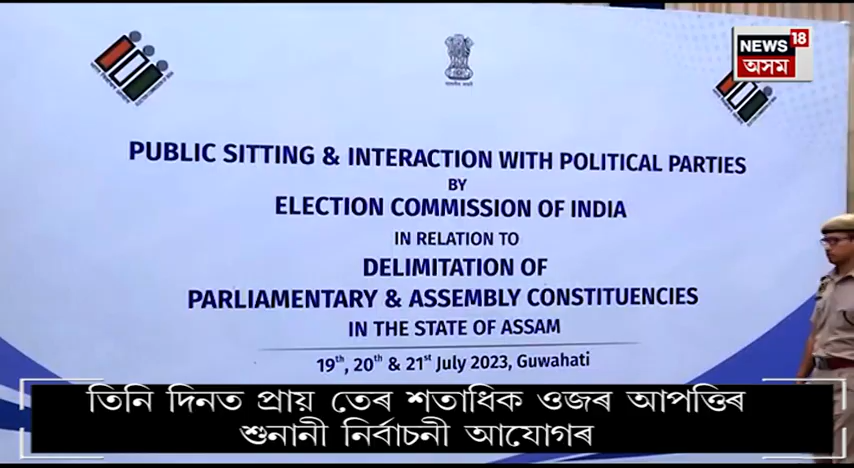 NEWS 18
অসম
PUBLIC SITTING & INTERACTION WITH POLITICAL PARTIES
BY
ELECTION COMMISSION OF INDIA
IN RELATION TO
DELIMITATION OF
PARLIAMENTARY & ASSEMBLY CONSTITUENCIES
IN THE STATE OF ASSAM
19th, 20th & 21st July 2023, Guwahati
তিনি দিনত প্ৰায় তেৰ শতাধিক ওজৰ আপত্তিৰ
শুনানী নিৰ্বাচনী আযোগৰ